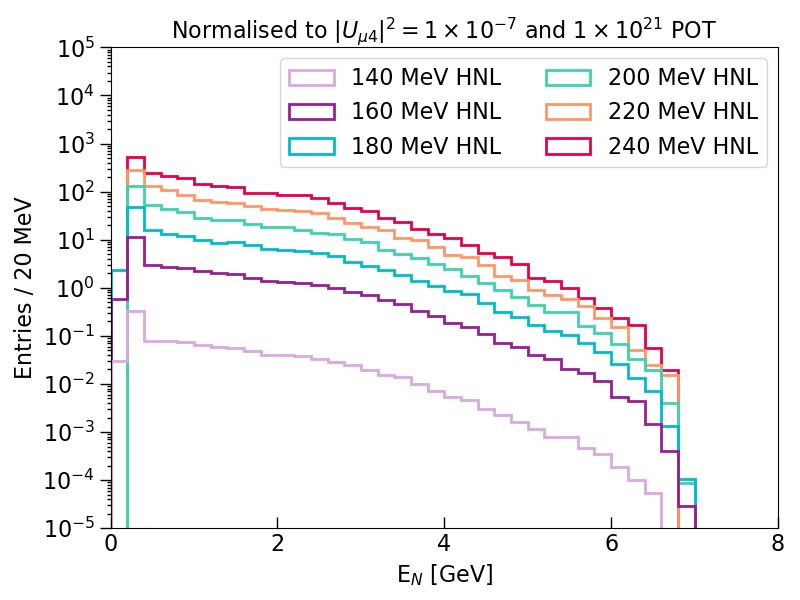 Normalised to |U_{μ4}|² = 1 × 10⁻⁷ and 1 × 10²¹ POT
10⁵
10⁴
10³
10²
10¹
10⁰
10⁻¹
10⁻²
10⁻³
10⁻⁴
10⁻⁵
Entries / 20 MeV
140 MeV HNL
160 MeV HNL
180 MeV HNL
200 MeV HNL
220 MeV HNL
240 MeV HNL
0 2 4 6 8
E_N [GeV]